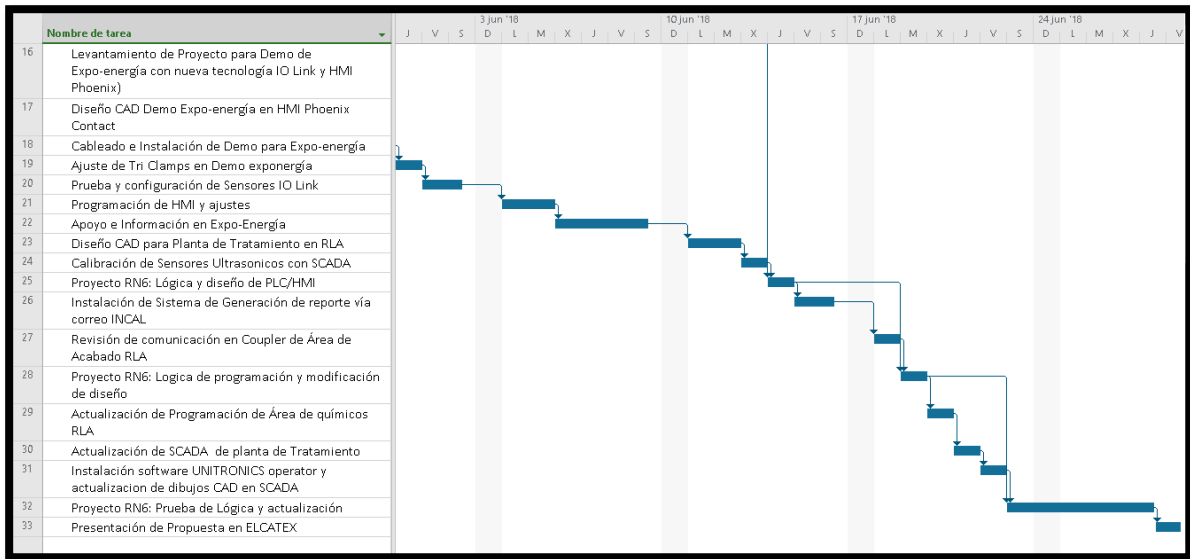 3 jun '18 10 jun '18 17 jun '18 24 jun '18
Nombre de tarea
J V S D L M X J V S D L M X J V S D L M X J V S D L M X J V
16 Levantamiento de Proyecto para Demo de
Expo-energía con nueva tecnología IO Link y HMI
Phoenix)
17 Diseño CAD Demo Expo-energía en HMI Phoenix
Contact
18 Cableado e Instalación de Demo para Expo-energía
19 Ajuste de Tri Clamps en Demo exponergía
20 Prueba y configuración de Sensores IO Link
21 Programación de HMI y ajustes
22 Apoyo e Información en Expo-Energía
23 Diseño CAD para Planta de Tratamiento en RLA
24 Calibración de Sensores Ultrasonicos con SCADA
25 Proyecto RN6: Lógica y diseño de PLC/HMI
26 Instalación de Sistema de Generación de reporte vía
correo INCAL
27 Revisión de comunicación en Coupler de Área de
Acabado RLA
28 Proyecto RN6: Logica de programación y modificación
de diseño
29 Actualización de Programación de Área de químicos
RLA
30 Actualización de SCADA de planta de Tratamiento
31 Instalación software UNITRONICS operator y
actualizacion de dibujos CAD en SCADA
32 Proyecto RN6: Prueba de Lógica y actualización
33 Presentación de Propuesta en ELCATEX